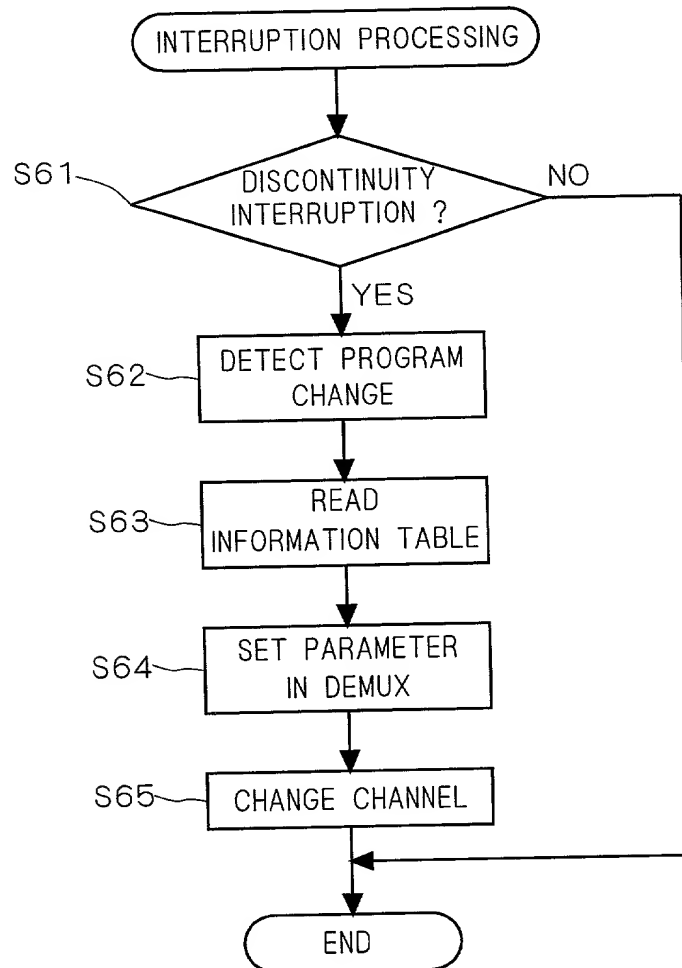 INTERRUPTION PROCESSING
S61
DISCONTINUITY
INTERRUPTION ?
NO
YES
S62
DETECT PROGRAM
CHANGE
S63
READ
INFORMATION TABLE
S64
SET PARAMETER
IN DEMUX
S65
CHANGE CHANNEL
END